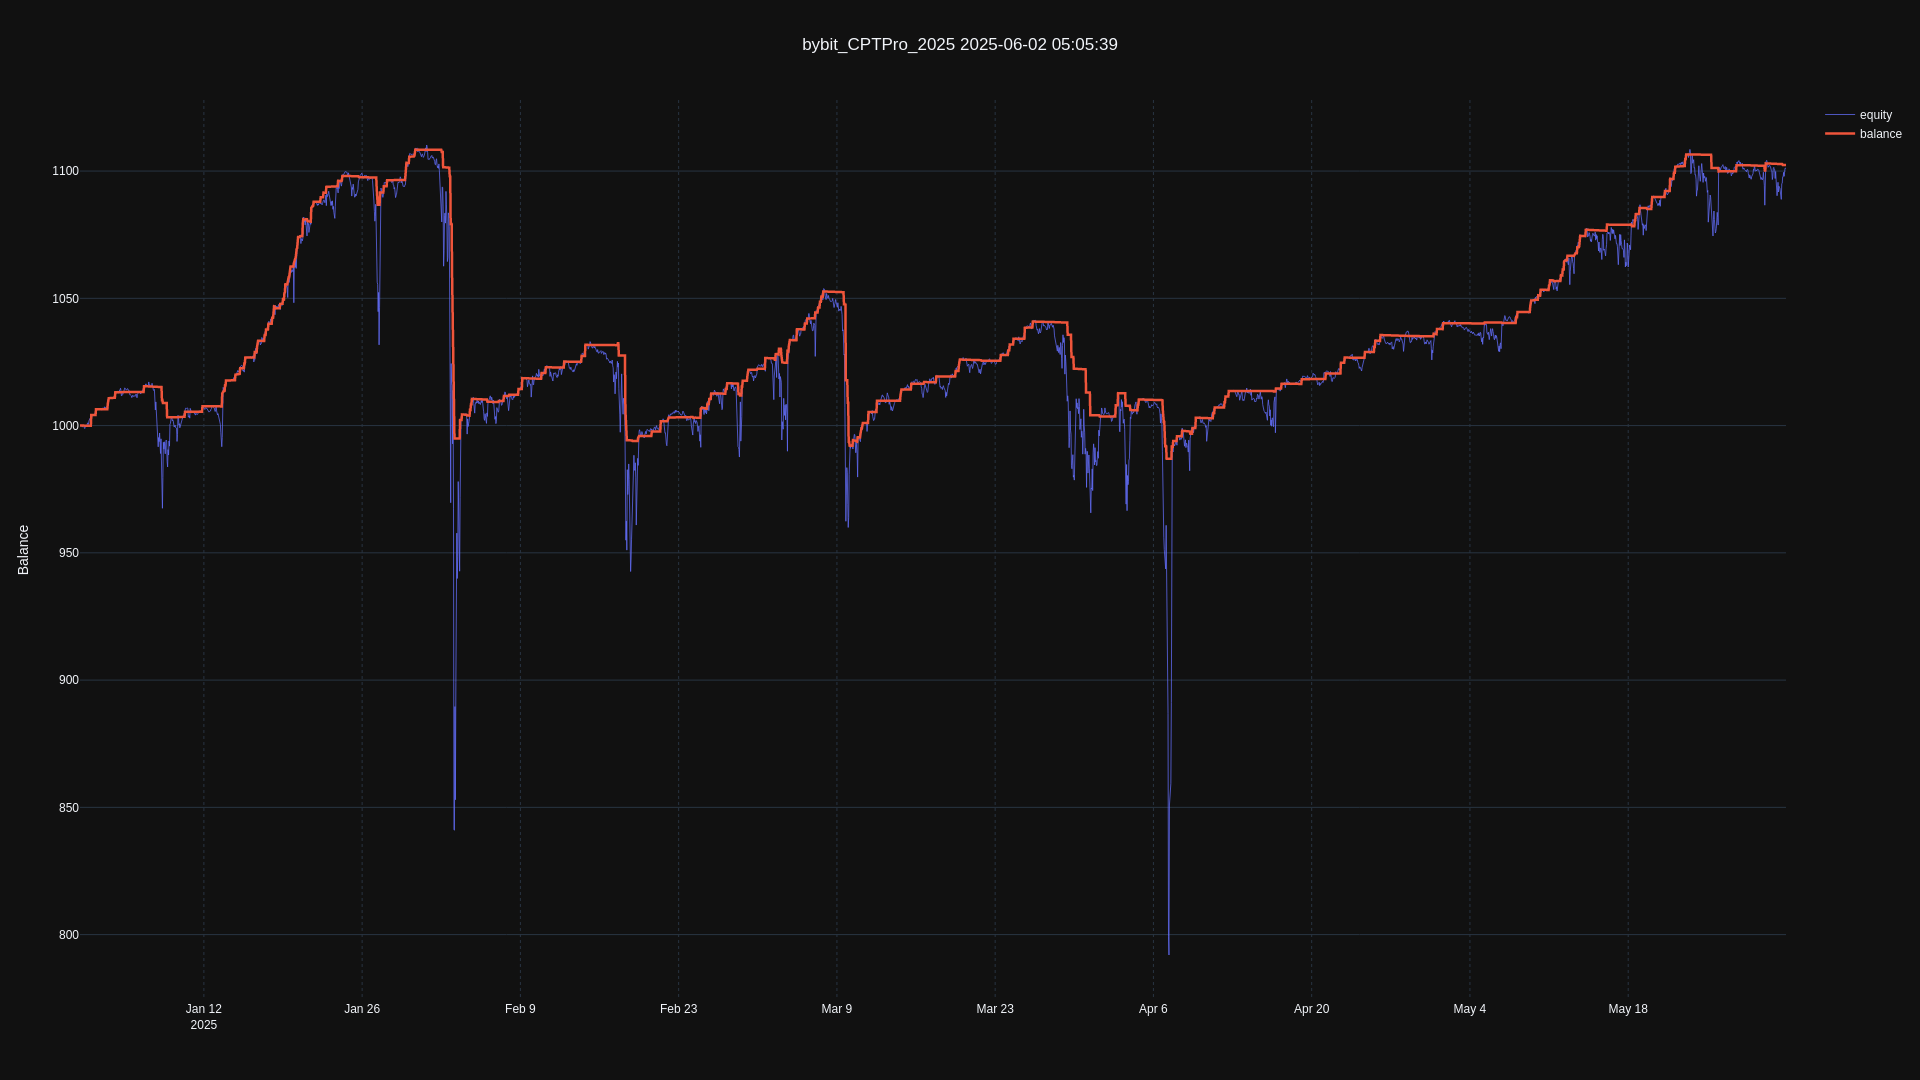 bybit_CPTPro_2025 2025-06-02 05:05:39
equity
balance
1100
1050
1000
950
900
850
800
Balance
Jan 12
2025
Jan 26
Feb 9
Feb 23
Mar 9
Mar 23
Apr 6
Apr 20
May 4
May 18